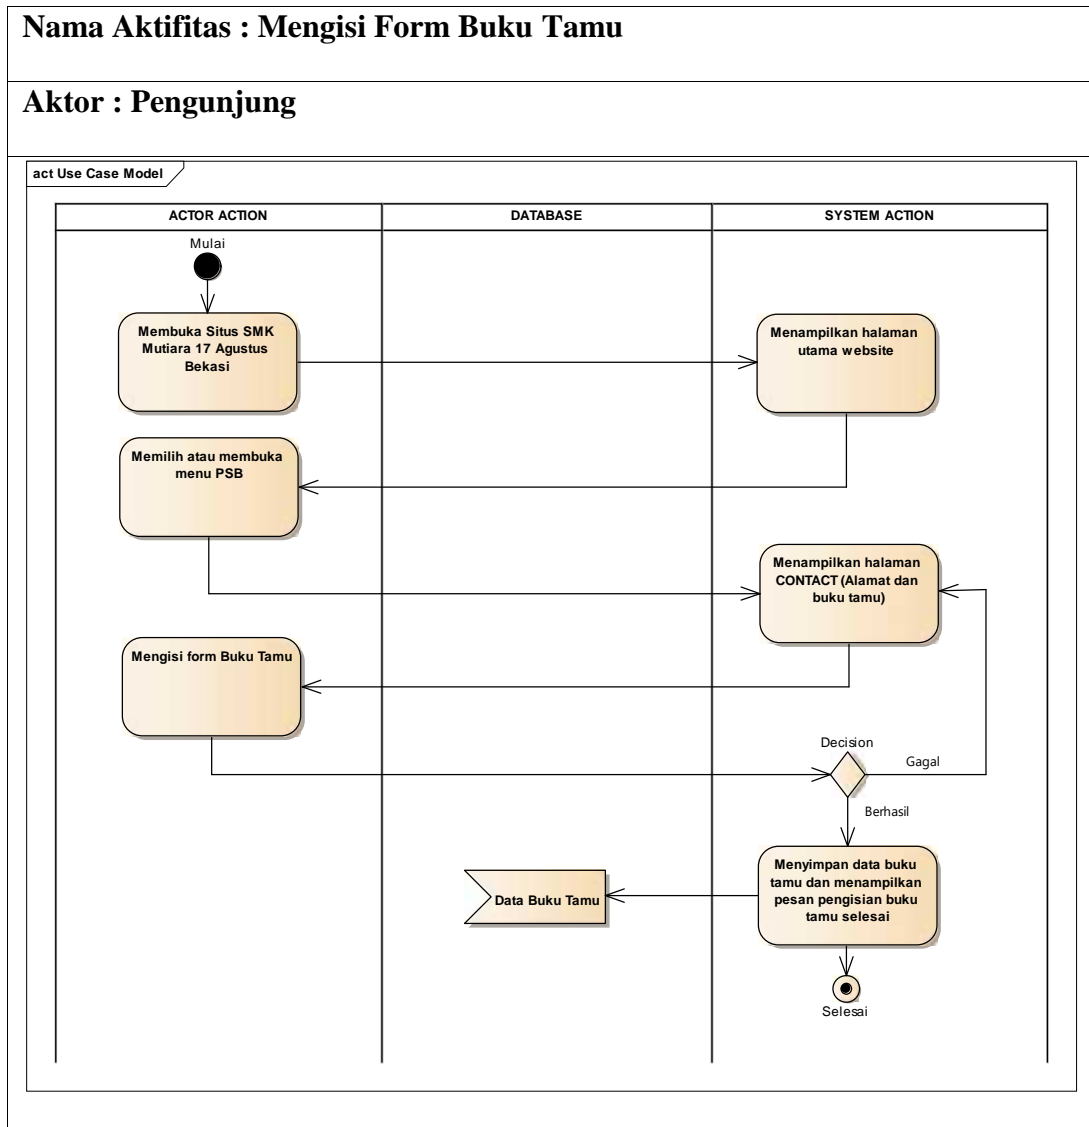 Nama Aktifitas : Mengisi Form Buku Tamu
Aktor : Pengunjung
act Use Case Model
ACTOR ACTION
DATABASE
SYSTEM ACTION
Mulai
Membuka Situs SMK
Mutiara 17 Agustus
Bekasi
Menampilkan halaman
utama website
Memilih atau membuka
menu PSB
Menampilkan halaman
CONTACT (Alamat dan
buku tamu)
Mengisi form Buku Tamu
Decision
Gagal
Berhasil
Menyimpan data buku
tamu dan menampilkan
pesan pengisian buku
tamu selesai
Data Buku Tamu
Selesai